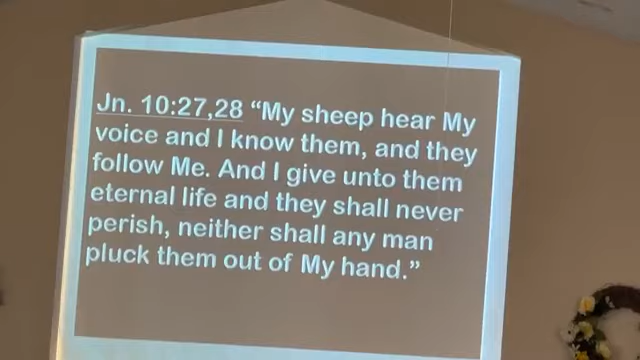 Jn. 10:27,28 “My sheep hear My
voice and I know them, and they
follow Me. And I give unto them
eternal life and they shall never
perish, neither shall any man
pluck them out of My hand.”